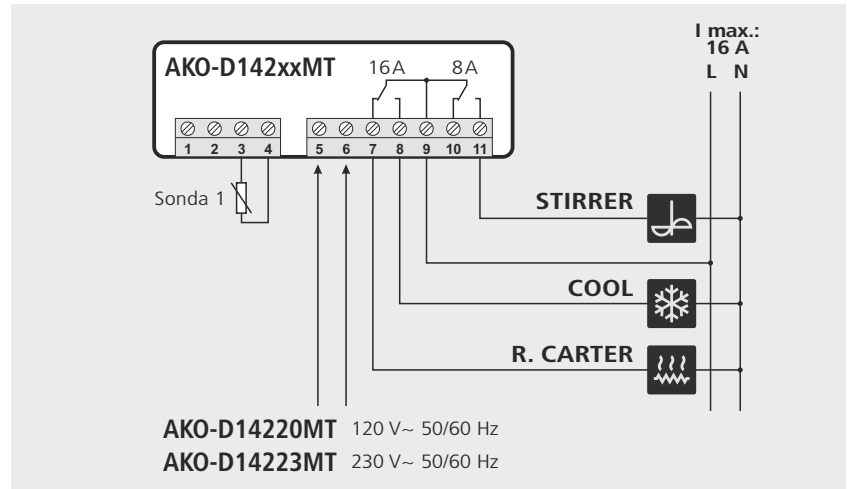 I max.:
16 A
L N
AKO-D142xxMT 16A 8A
1 2 3 4 5 6 7 8 9 10 11
Sonda 1
STIRRER
COOL
R. CARTER
AKO-D14220MT 120 V~ 50/60 Hz
AKO-D14223MT 230 V~ 50/60 Hz